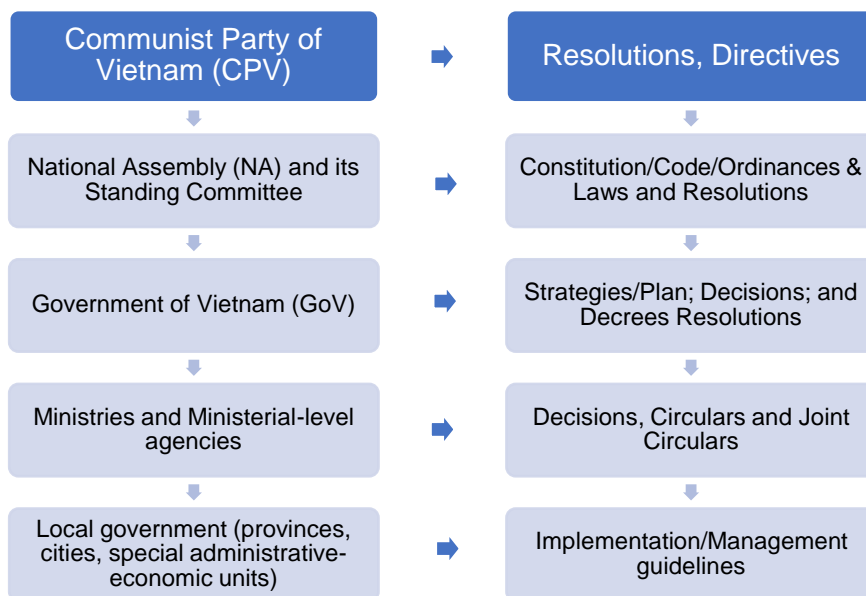 Communist Party of
Vietnam (CPV)
Resolutions, Directives
National Assembly (NA) and its
Standing Committee
Constitution/Code/Ordinances &
Laws and Resolutions
Government of Vietnam (GoV)
Strategies/Plan; Decisions; and
Decrees Resolutions
Ministries and Ministerial-level
agencies
Decisions, Circulars and Joint
Circulars
Local government (provinces,
cities, special administrative-
economic units)
Implementation/Management
guidelines